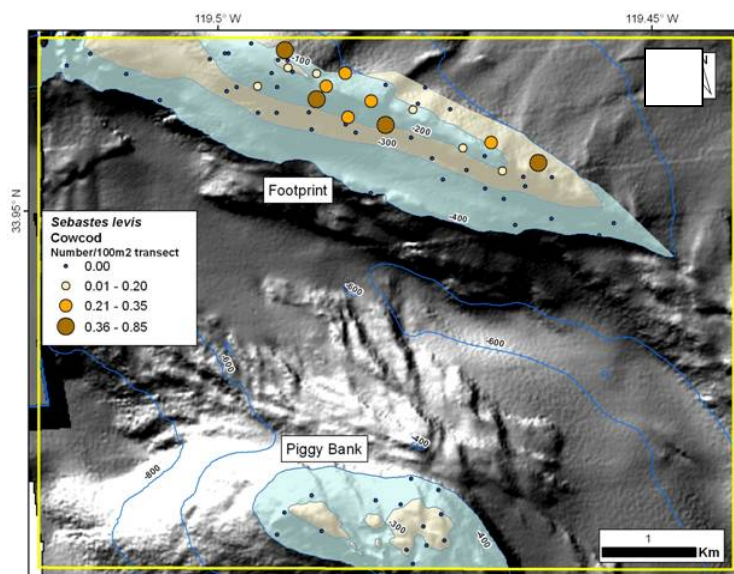 119.5° W
119.45° W
-100
-200
-300
Footprint
33.95° N
-400
Sebastes levis
Cowcod
Number/100m2 transect
0.00
0.01 - 0.20
0.21 - 0.35
0.36 - 0.85
-600
-600
-600
Piggy Bank
-400
-800
-300
-400
1
Km